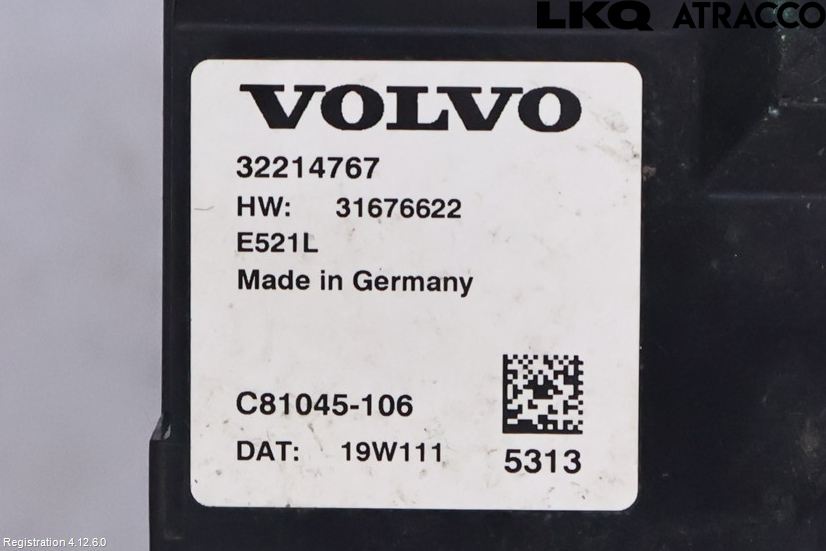 LKQ ATRACCO
VOLVO
32214767
HW: 31676622
E521L
Made in Germany
C81045-106
DAT: 19W111
5313
Registration 4.12.6.0